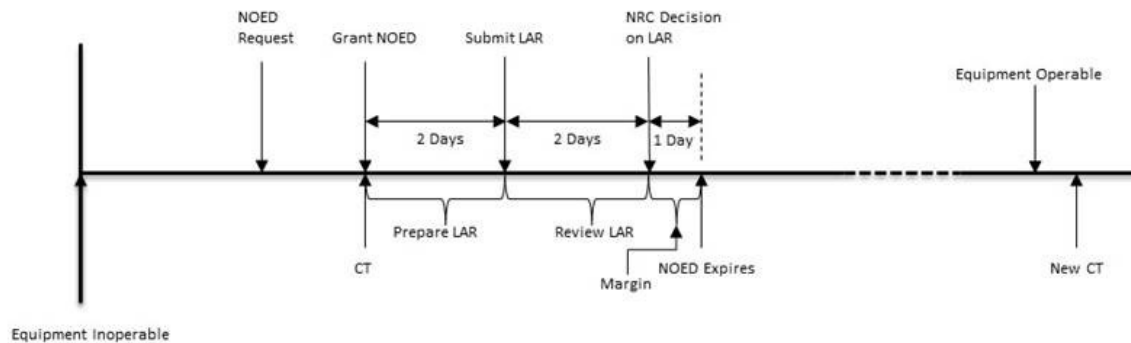 NOED
Request
Grant NOED
Submit LAR
NRC Decision
on LAR
Equipment Operable
2 Days
2 Days
1 Day
Prepare LAR
Review LAR
CT
Margin
NOED Expires
New CT
Equipment Inoperable